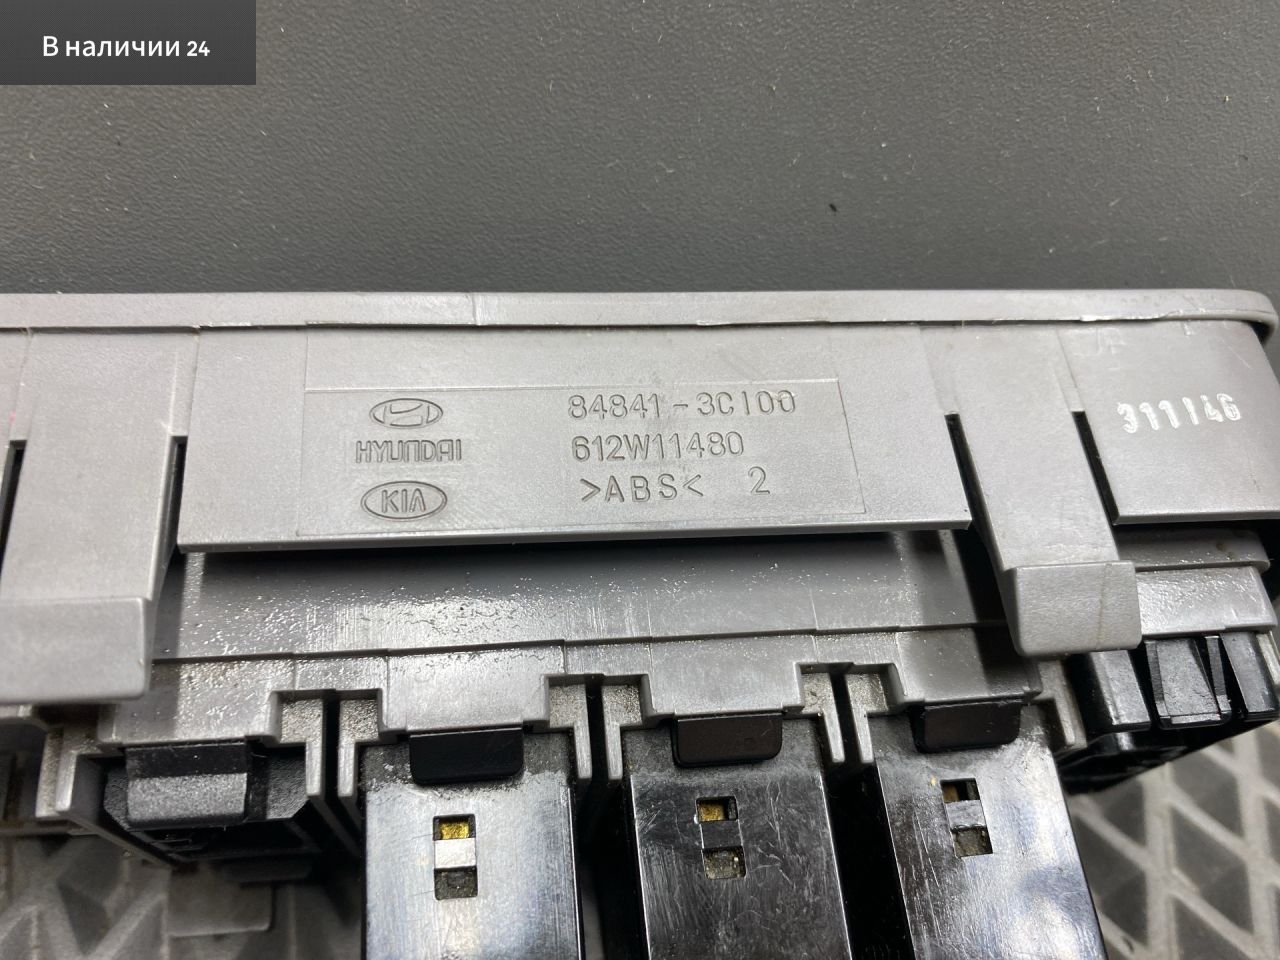 В наличии 24
84841-3C100
HYUNDAI
612W11480
KIA
>ABS< 2
311146